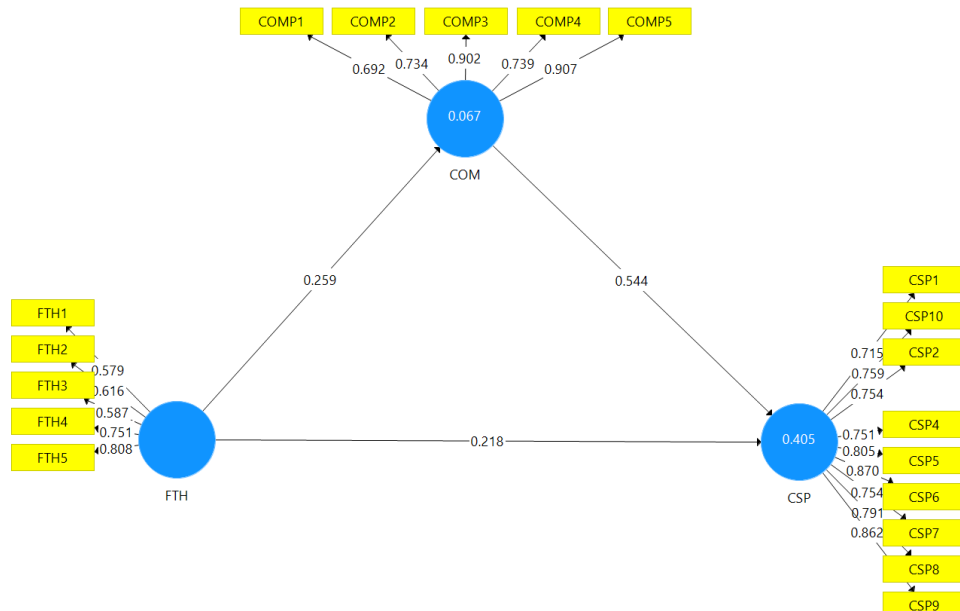 COMP1 COMP2 COMP3 COMP4 COMP5
0.692 0.734 0.902 0.739 0.907
0.067
COM
0.259 0.544
FTH1
FTH2
FTH3
FTH4
FTH5
0.579
0.616
0.587
0.751
0.808
FTH
0.218
0.405
CSP
0.715
0.759
0.754
0.751
0.805
0.870
0.754
0.791
0.862
CSP1
CSP10
CSP2
CSP4
CSP5
CSP6
CSP7
CSP8
CSP9